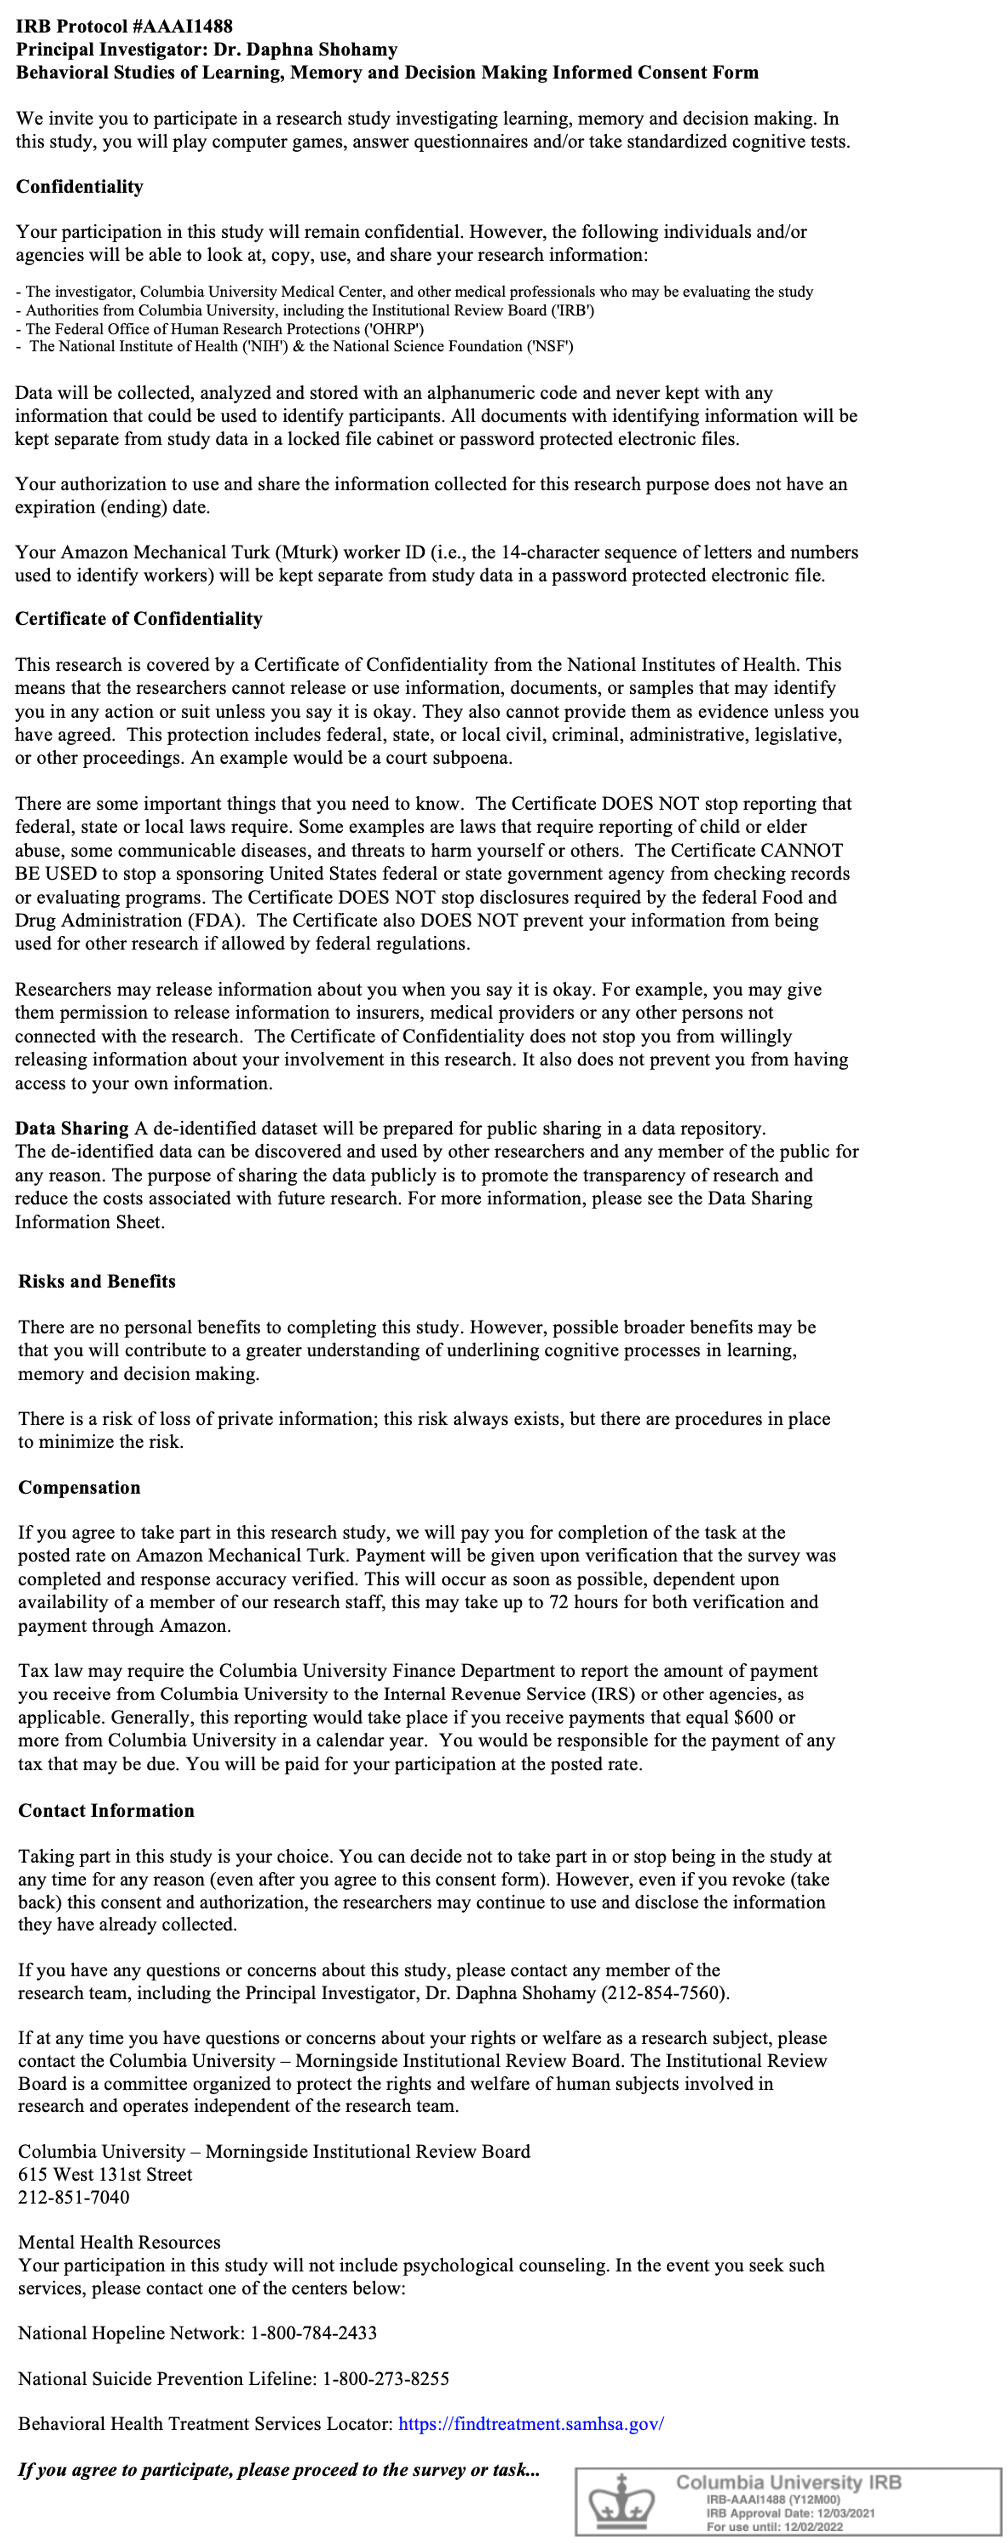 IRB Protocol #AAAI1488
Principal Investigator: Dr. Daphna Shohamy
Behavioral Studies of Learning, Memory and Decision Making Informed Consent Form
We invite you to participate in a research study investigating learning, memory and decision making. In
this study, you will play computer games, answer questionnaires and/or take standardized cognitive tests.
Confidentiality
Your participation in this study will remain confidential. However, the following individuals and/or
agencies will be able to look at, copy, use, and share your research information:
- The investigator, Columbia University Medical Center, and other medical professionals who may be evaluating the study
- Authorities from Columbia University, including the Institutional Review Board ('IRB')
- The Federal Office of Human Research Protections ('OHRP')
- The National Institute of Health ('NIH') & the National Science Foundation ('NSF')
Data will be collected, analyzed and stored with an alphanumeric code and never kept with any
information that could be used to identify participants. All documents with identifying information will be
kept separate from study data in a locked file cabinet or password protected electronic files.
Your authorization to use and share the information collected for this research purpose does not have an
expiration (ending) date.
Your Amazon Mechanical Turk (Mturk) worker ID (i.e., the 14-character sequence of letters and numbers
used to identify workers) will be kept separate from study data in a password protected electronic file.
Certificate of Confidentiality
This research is covered by a Certificate of Confidentiality from the National Institutes of Health. This
means that the researchers cannot release or use information, documents, or samples that may identify
you in any action or suit unless you say it is okay. They also cannot provide them as evidence unless you
have agreed. This protection includes federal, state, or local civil, criminal, administrative, legislative,
or other proceedings. An example would be a court subpoena.
There are some important things that you need to know. The Certificate DOES NOT stop reporting that
federal, state or local laws require. Some examples are laws that require reporting of child or elder
abuse, some communicable diseases, and threats to harm yourself or others. The Certificate CANNOT
BE USED to stop a sponsoring United States federal or state government agency from checking records
or evaluating programs. The Certificate DOES NOT stop disclosures required by the federal Food and
Drug Administration (FDA). The Certificate also DOES NOT prevent your information from being
used for other research if allowed by federal regulations.
Researchers may release information about you when you say it is okay. For example, you may give
them permission to release information to insurers, medical providers or any other persons not
connected with the research. The Certificate of Confidentiality does not stop you from willingly
releasing information about your involvement in this research. It also does not prevent you from having
access to your own information.
Data Sharing A de-identified dataset will be prepared for public sharing in a data repository.
The de-identified data can be discovered and used by other researchers and any member of the public for
any reason. The purpose of sharing the data publicly is to promote the transparency of research and
reduce the costs associated with future research. For more information, please see the Data Sharing
Information Sheet.
Risks and Benefits
There are no personal benefits to completing this study. However, possible broader benefits may be
that you will contribute to a greater understanding of underlining cognitive processes in learning,
memory and decision making.
There is a risk of loss of private information; this risk always exists, but there are procedures in place
to minimize the risk.
Compensation
If you agree to take part in this research study, we will pay you for completion of the task at the
posted rate on Amazon Mechanical Turk. Payment will be given upon verification that the survey was
completed and response accuracy verified. This will occur as soon as possible, dependent upon
availability of a member of our research staff, this may take up to 72 hours for both verification and
payment through Amazon.
Tax law may require the Columbia University Finance Department to report the amount of payment
you receive from Columbia University to the Internal Revenue Service (IRS) or other agencies, as
applicable. Generally, this reporting would take place if you receive payments that equal $600 or
more from Columbia University in a calendar year. You would be responsible for the payment of any
tax that may be due. You will be paid for your participation at the posted rate.
Contact Information
Taking part in this study is your choice. You can decide not to take part in or stop being in the study at
any time for any reason (even after you agree to this consent form). However, even if you revoke (take
back) this consent and authorization, the researchers may continue to use and disclose the information
they have already collected.
If you have any questions or concerns about this study, please contact any member of the
research team, including the Principal Investigator, Dr. Daphna Shohamy (212-854-7560).
If at any time you have questions or concerns about your rights or welfare as a research subject, please
contact the Columbia University – Morningside Institutional Review Board. The Institutional Review
Board is a committee organized to protect the rights and welfare of human subjects involved in
research and operates independent of the research team.
Columbia University – Morningside Institutional Review Board
615 West 131st Street
212-851-7040
Mental Health Resources
Your participation in this study will not include psychological counseling. In the event you seek such
services, please contact one of the centers below:
National Hopeline Network: 1-800-784-2433
National Suicide Prevention Lifeline: 1-800-273-8255
Behavioral Health Treatment Services Locator: https://findtreatment.samhsa.gov/
If you agree to participate, please proceed to the survey or task...
Columbia University IRB
IRB-AAAI1488 (Y12M00)
IRB Approval Date: 12/03/2021
For use until: 12/02/2022